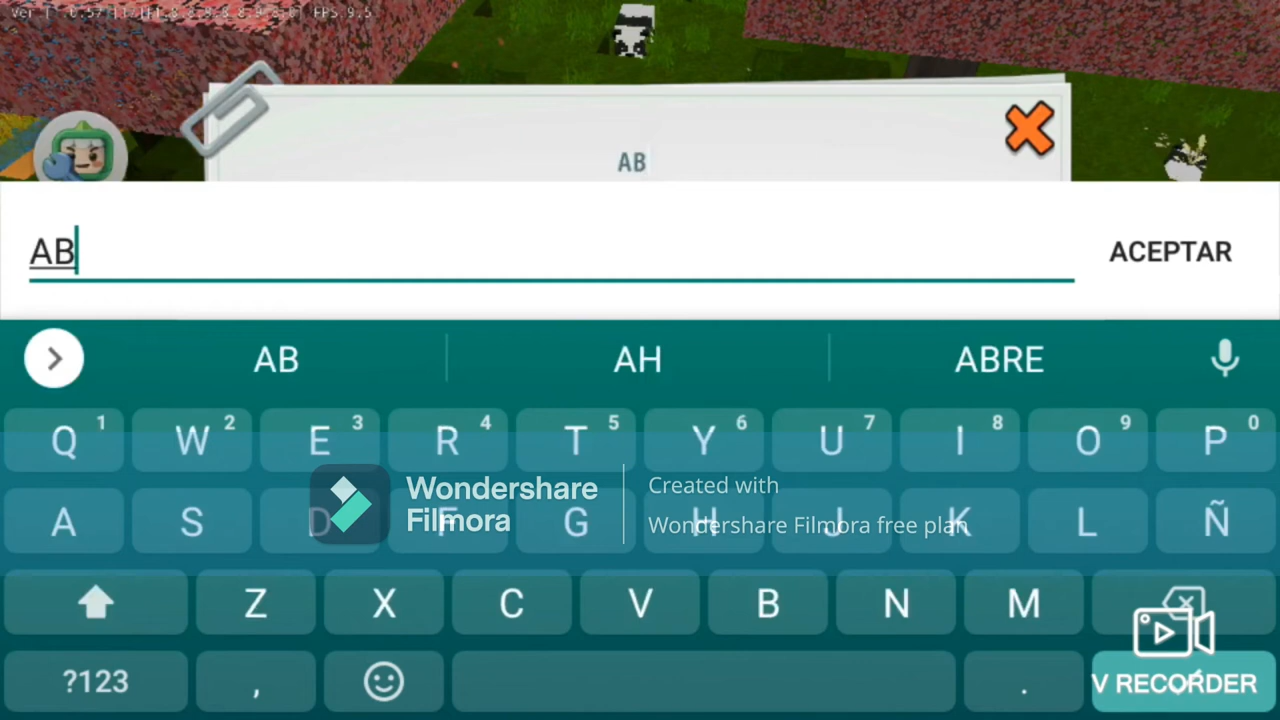 AB
AB
ACEPTAR
AB AH ABRE
Q 1 W 2 E 3 R 4 T 5 Y 6 U 7 I 8 O 9 P 0
Wondershare
Filmora
Created with
Wondershare Filmora free plan
A S D F G H J K L Ñ
Z X C V B N M
?123 , .
V RECORDER